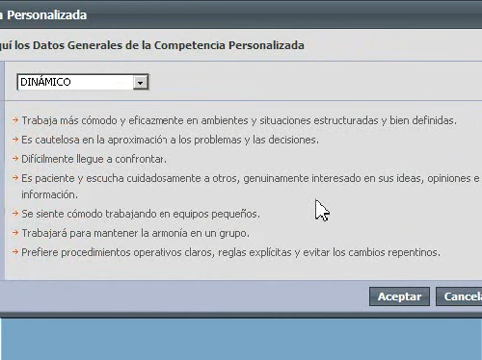 a Personalizada
quí los Datos Generales de la Competencia Personalizada
DINÁMICO
Trabaja más cómodo y eficazmente en ambientes y situaciones estructuradas y bien definidas.
Es cautelosa en la aproximación a los problemas y las decisiones.
Difícilmente llegue a confrontar.
Es paciente y escucha cuidadosamente a otros, genuinamente interesado en sus ideas, opiniones e
información.
Se siente cómodo trabajando en equipos pequeños.
Trabajará para mantener la armonía en un grupo.
Prefiere procedimientos operativos claros, reglas explícitas y evitar los cambios repentinos.
Aceptar Cancela